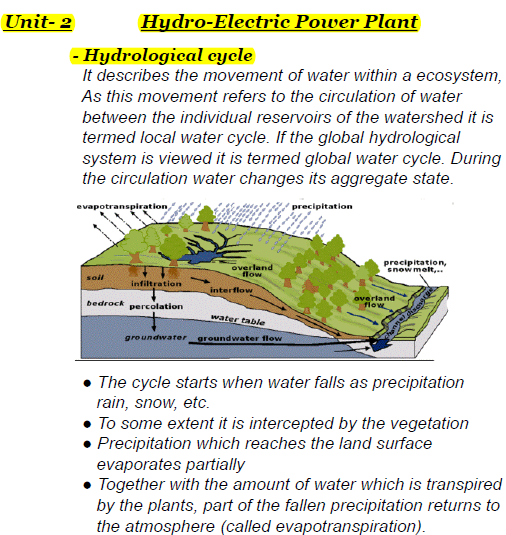 Unit- 2 Hydro-Electric Power Plant
- Hydrological cycle
It describes the movement of water within a ecosystem,
As this movement refers to the circulation of water
between the individual reservoirs of the watershed it is
termed local water cycle. If the global hydrological
system is viewed it is termed global water cycle. During
the circulation water changes its aggregate state.
evapotranspiration
precipitation
precipitation,
snowmelt,..
overland
flow
soil
infiltration
interflow
overland
flow
channel discharge
bedrock
percolation
water table
groundwater
groundwater flow
● The cycle starts when water falls as precipitation
rain, snow, etc.
● To some extent it is intercepted by the vegetation
● Precipitation which reaches the land surface
evaporates partially
● Together with the amount of water which is transpired
by the plants, part of the fallen precipitation returns to
the atmosphere (called evapotranspiration).